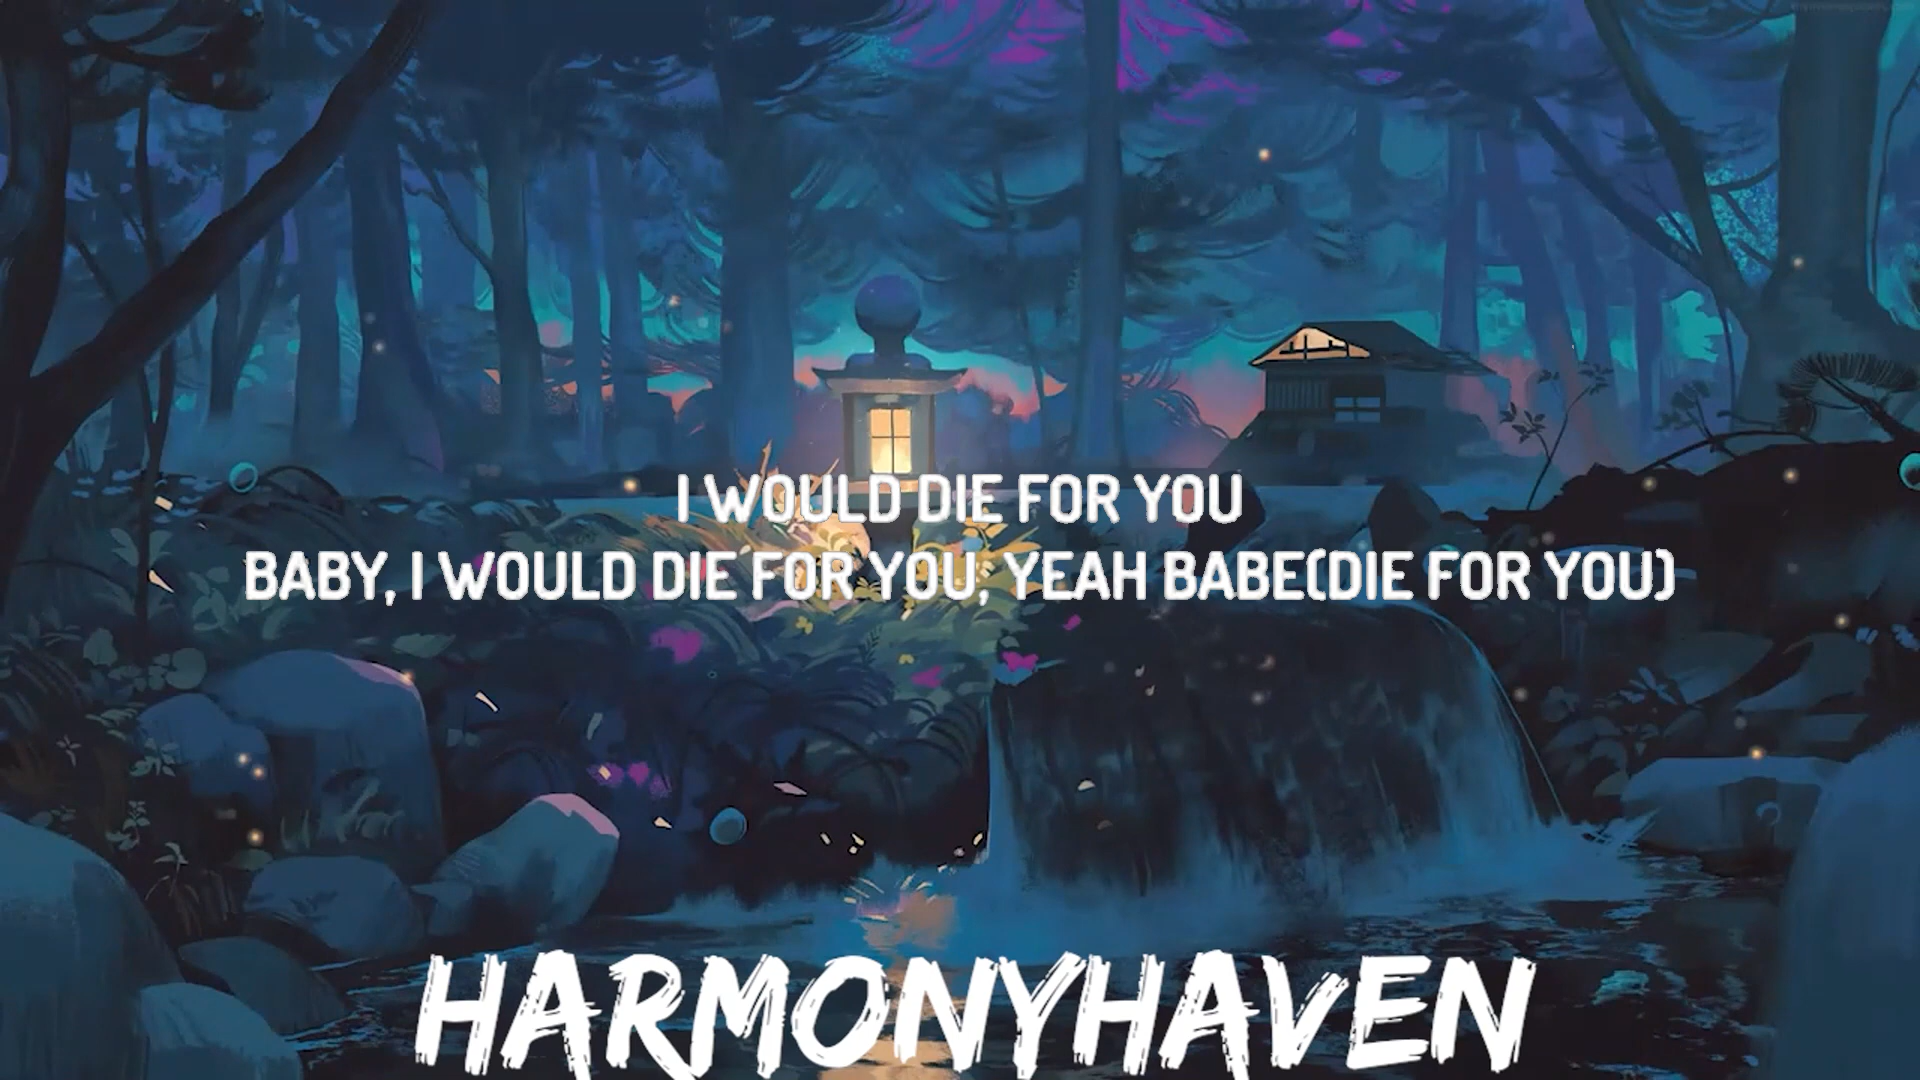 I WOULD DIE FOR YOU
BABY, I WOULD DIE FOR YOU, YEAH BABE(DIE FOR YOU)
HARMONYHAVEN